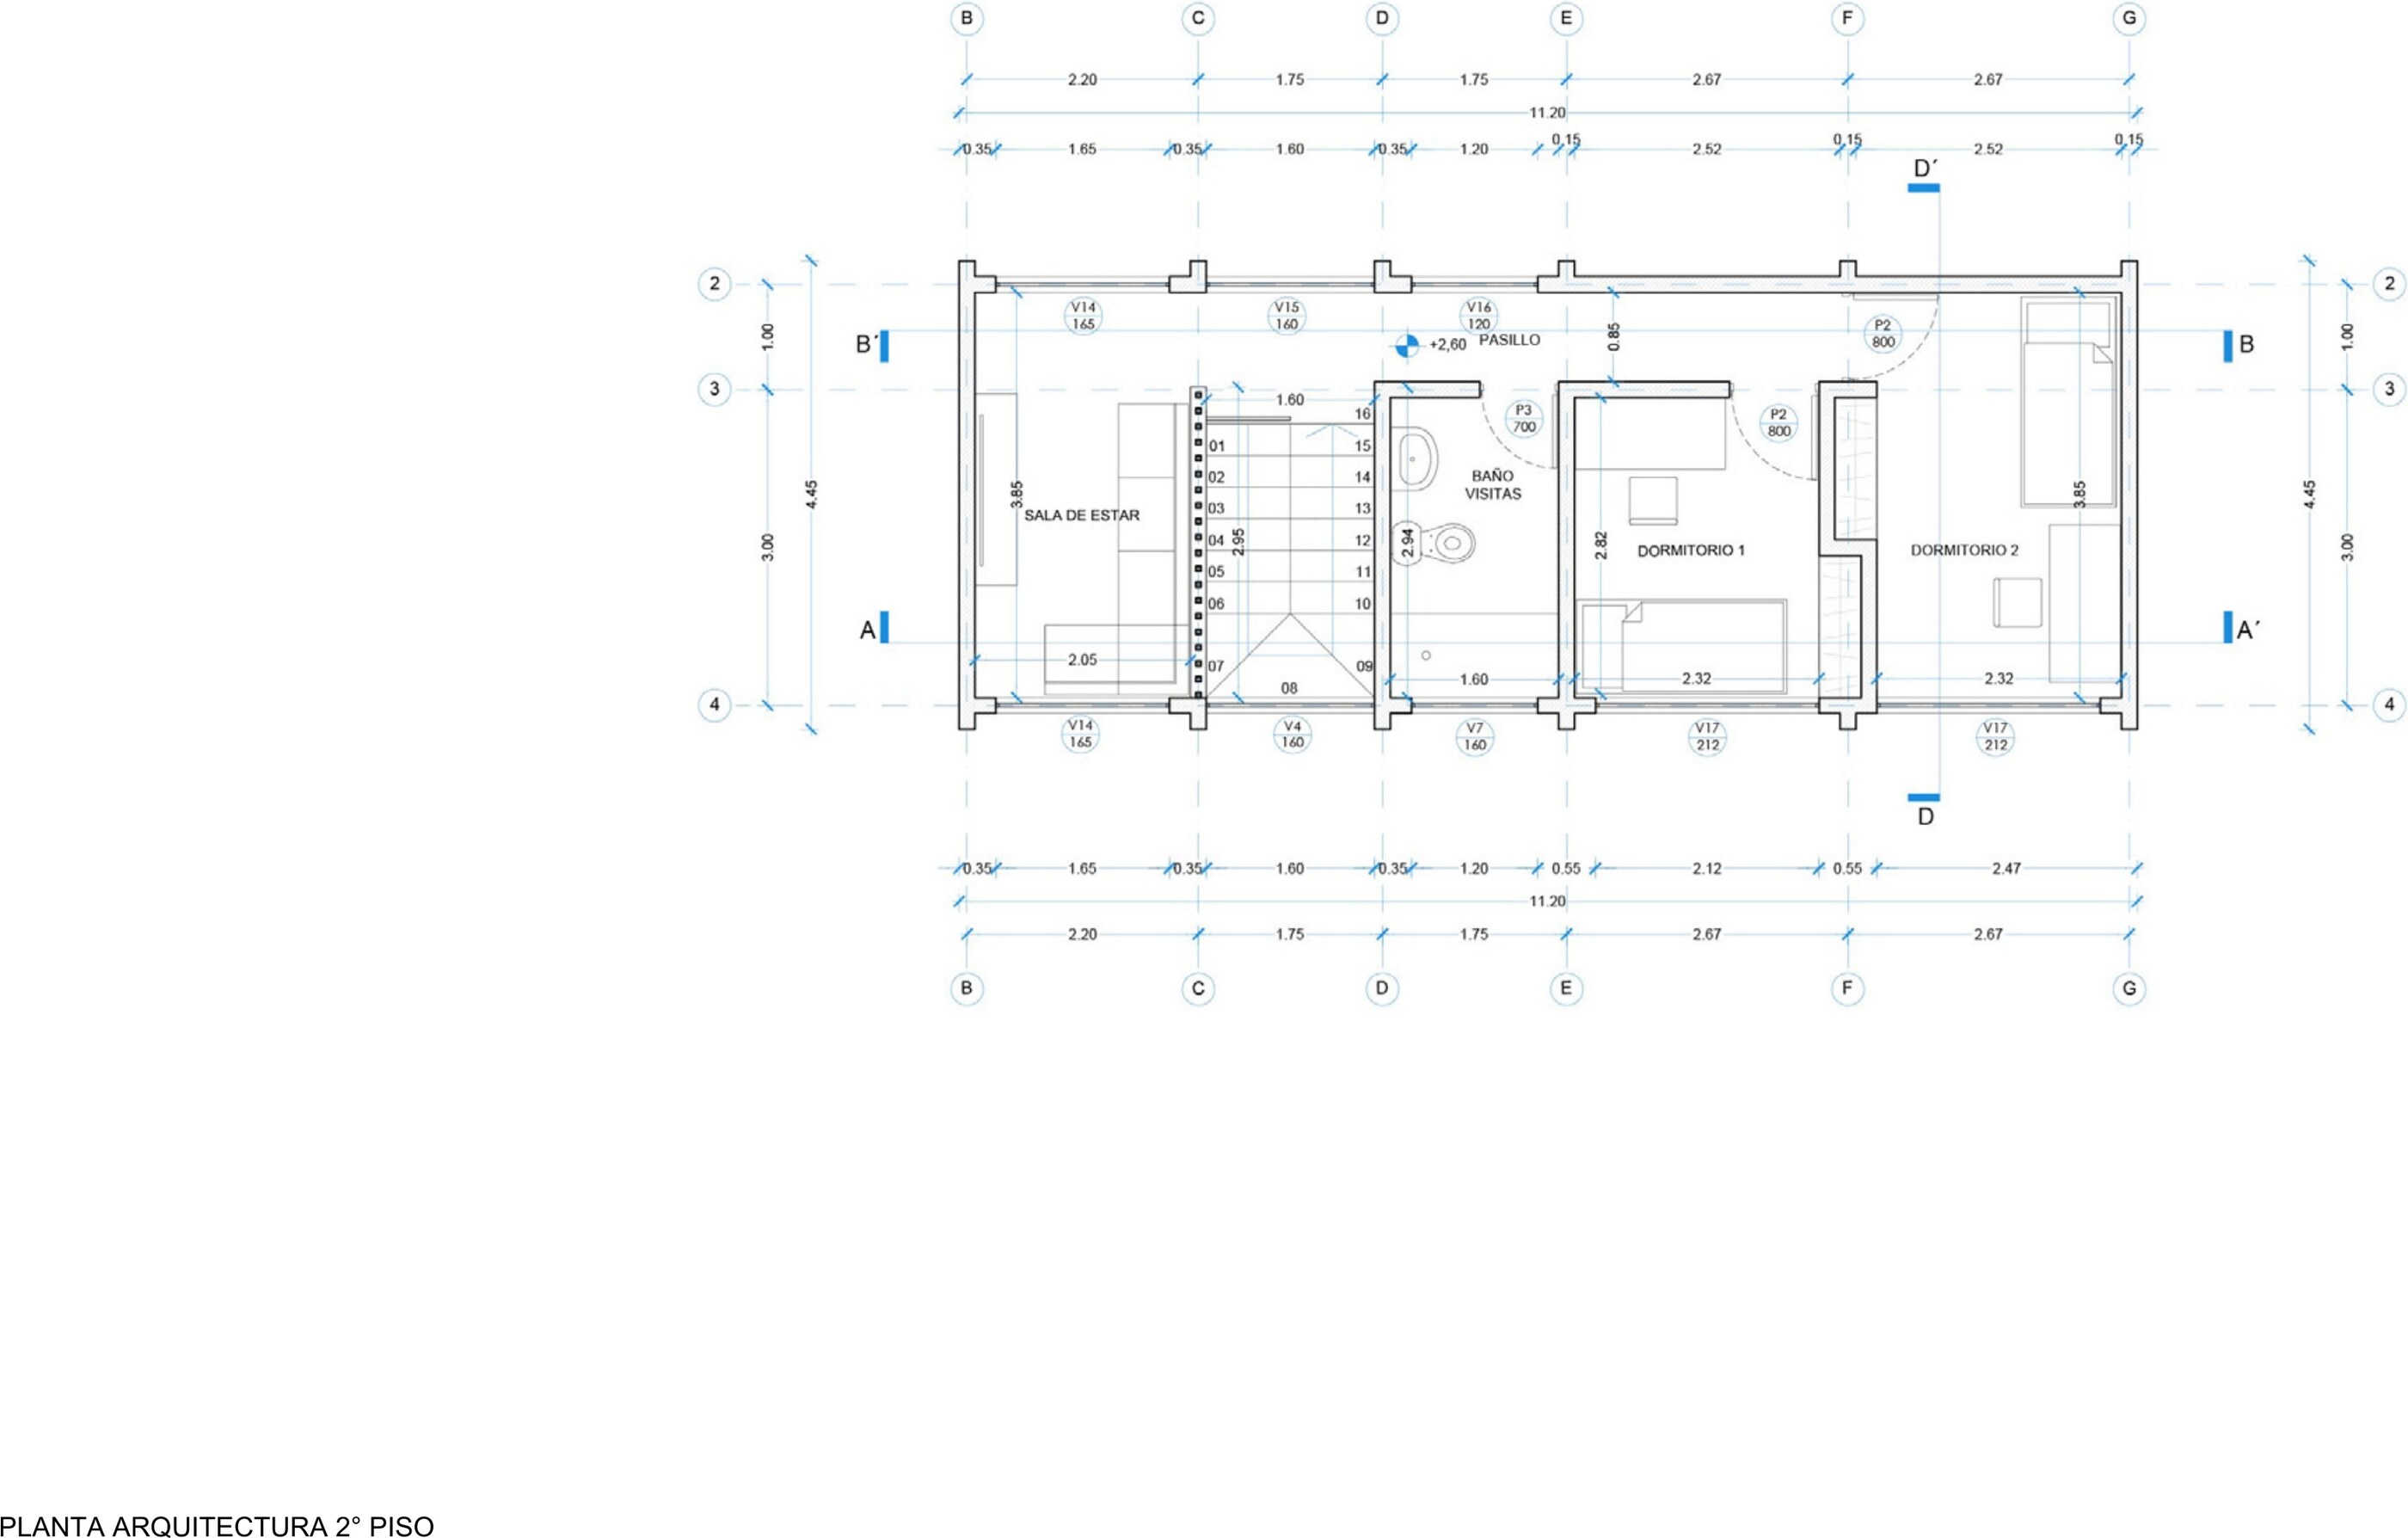 B C D E F G
2.20 1.75 1.75 2.67 2.67
11.20
0.35 1.65 0.35 1.60 0.35 1.20 0.15 2.52 0.15 2.52 0.15
D´
2 2
V14 V15 V16
165 160 120
PASILLO
+2,60
P2
800
0.85
1.00 1.00
B´ B
3 3
1.60
16
P3
700
P2
800
01 15
02 14
03 13
04 12
05 11
06 10
07 09
08
BAÑO
VISITAS
4.45 3.85 2.95 2.94 2.82 3.85 4.45
SALA DE ESTAR
3.00 3.00
DORMITORIO 1 DORMITORIO 2
A A´
2.05 1.60 2.32 2.32
4 4
V14 V4 V7 V17 V17
165 160 160 212 212
D
0.35 1.65 0.35 1.60 0.35 1.20 0.55 2.12 0.55 2.47
11.20
2.20 1.75 1.75 2.67 2.67
B C D E F G
PLANTA ARQUITECTURA 2° PISO